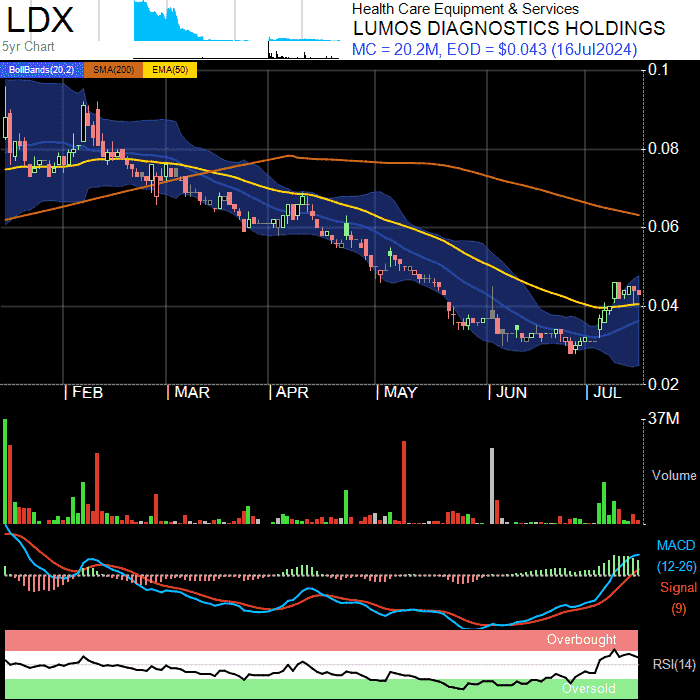 LDX
5yr Chart
Health Care Equipment & Services
LUMOS DIAGNOSTICS HOLDINGS
MC = 20.2M, EOD = $0.043 (16Jul2024)
BollBands(20,2) SMA(200) EMA(50)
0.1
0.08
0.06
0.04
0.02
FEB MAR APR MAY JUN JUL
37M
Volume
MACD
(12-26)
Signal
(9)
Overbought
RSI(14)
Oversold